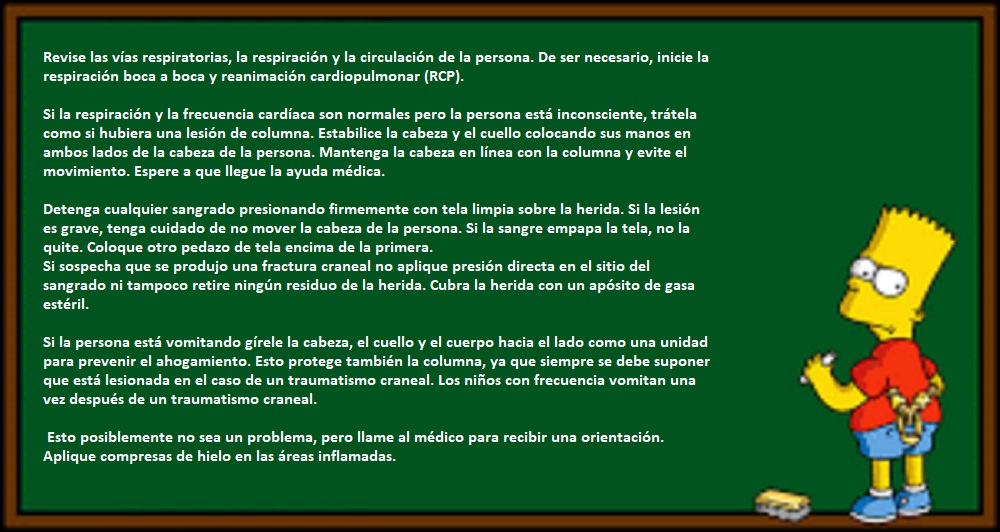 Revise las vías respiratorias, la respiración y la circulación de la persona. De ser necesario, inicie la
respiración boca a boca y reanimación cardiopulmonar (RCP).
Si la respiración y la frecuencia cardíaca son normales pero la persona está inconsciente, trátela
como si hubiera una lesión de columna. Estabilice la cabeza y el cuello colocando sus manos en
ambos lados de la cabeza de la persona. Mantenga la cabeza en línea con la columna y evite el
movimiento. Espere a que llegue la ayuda médica.
Detenga cualquier sangrado presionando firmemente con tela limpia sobre la herida. Si la lesión
es grave, tenga cuidado de no mover la cabeza de la persona. Si la sangre empapa la tela, no la
quite. Coloque otro pedazo de tela encima de la primera.
Si sospecha que se produjo una fractura craneal no aplique presión directa en el sitio del
sangrado ni tampoco retire ningún residuo de la herida. Cubra la herida con un apósito de gasa
estéril.
Si la persona está vomitando gírele la cabeza, el cuello y el cuerpo hacia el lado como una unidad
para prevenir el ahogamiento. Esto protege también la columna, ya que siempre se debe suponer
que está lesionada en el caso de un traumatismo craneal. Los niños con frecuencia vomitan una
vez después de un traumatismo craneal.
Esto posiblemente no sea un problema, pero llame al médico para recibir una orientación.
Aplique compresas de hielo en las áreas inflamadas.